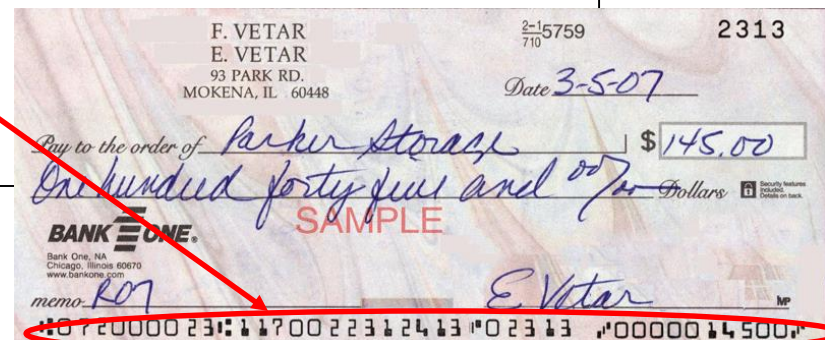 F. VETAR
E. VETAR
93 PARK RD.
MOKENA, IL 60448
2-1 5759
710
2313
Date 3-5-07
Pay to the order of Parker Storage $ 145.00
One hundred forty five and 00/00 Dollars
Security features included. Details on back.
SAMPLE
BANK ONE.
Bank One, NA
Chicago, Illinois 60670
www.bankone.com
memo R07
E Vetar
MP
⑆072000023⑆11700223124 13⑈02313 ⑇0000014500⑇